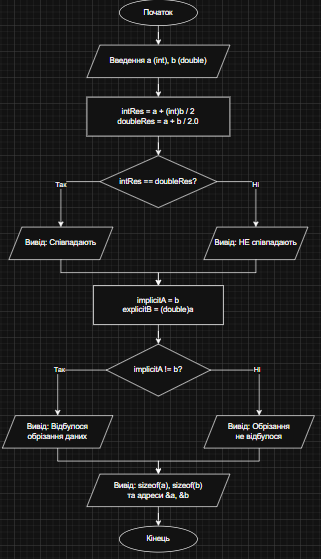 Початок
Введення a (int), b (double)
intRes = a + (int)b / 2
doubleRes = a + b / 2.0
intRes == doubleRes?
Так
Ні
Вивід: Співпадають
Вивід: НЕ співпадають
implicitA = b
explicitB = (double)a
implicitA != b?
Так
Ні
Вивід: Відбулося
обрізання даних
Вивід: Обрізання
не відбулося
Вивід: sizeof(a), sizeof(b)
та адреси &a, &b
Кінець